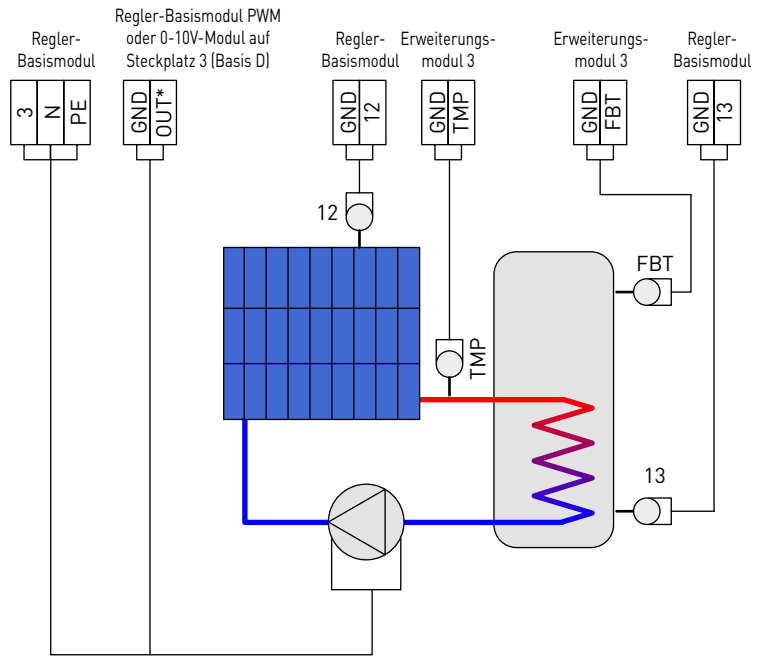 Regler-
Basismodul
Regler-Basismodul PWM
oder 0-10V-Modul auf
Steckplatz 3 (Basis D)
Regler-
Basismodul
Erweiterungs-
modul 3
Erweiterungs-
modul 3
Regler-
Basismodul
3
N
PE
GND
OUT*
GND
12
GND
TMP
GND
FBT
GND
13
12
FBT
TMP
13